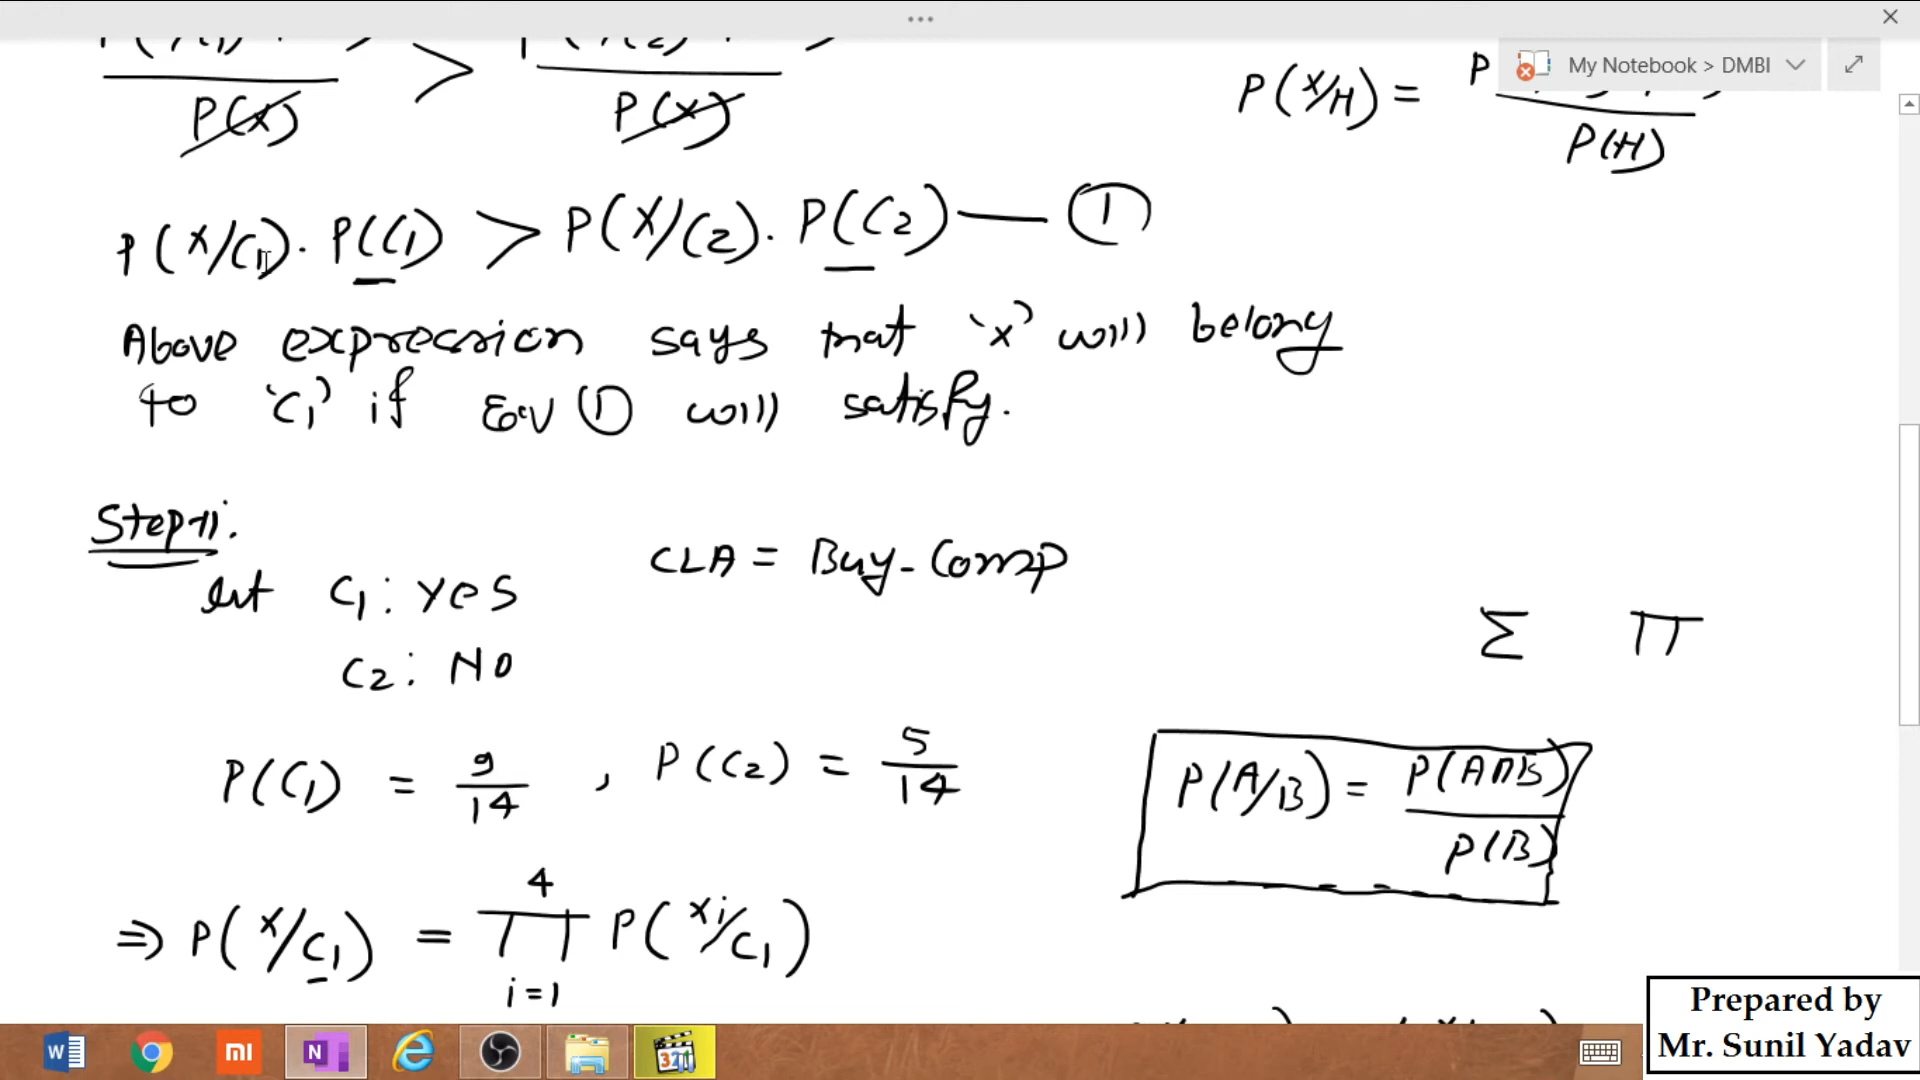 My Notebook > DMBI
P(X/H) = P
P(H)
P(X)
>
P(X)
P(X/C1). P(C1) > P(X/C2). P(C2) — ①
Above expression says that 'x' will belong
to 'C1' if ① will satisfy.
Step-ii:
let C1: Yes
CLA = Buy-Comp
C2: NO
Σ π
P(C1) = 9/14 , P(C2) = 5/14
P(A/B) = P(A∩B)
P(B)
4
⇒ P(X/C1) = π P(Xi/C1)
i=1
Prepared by
Mr. Sunil Yadav
W
mi
N
e
321